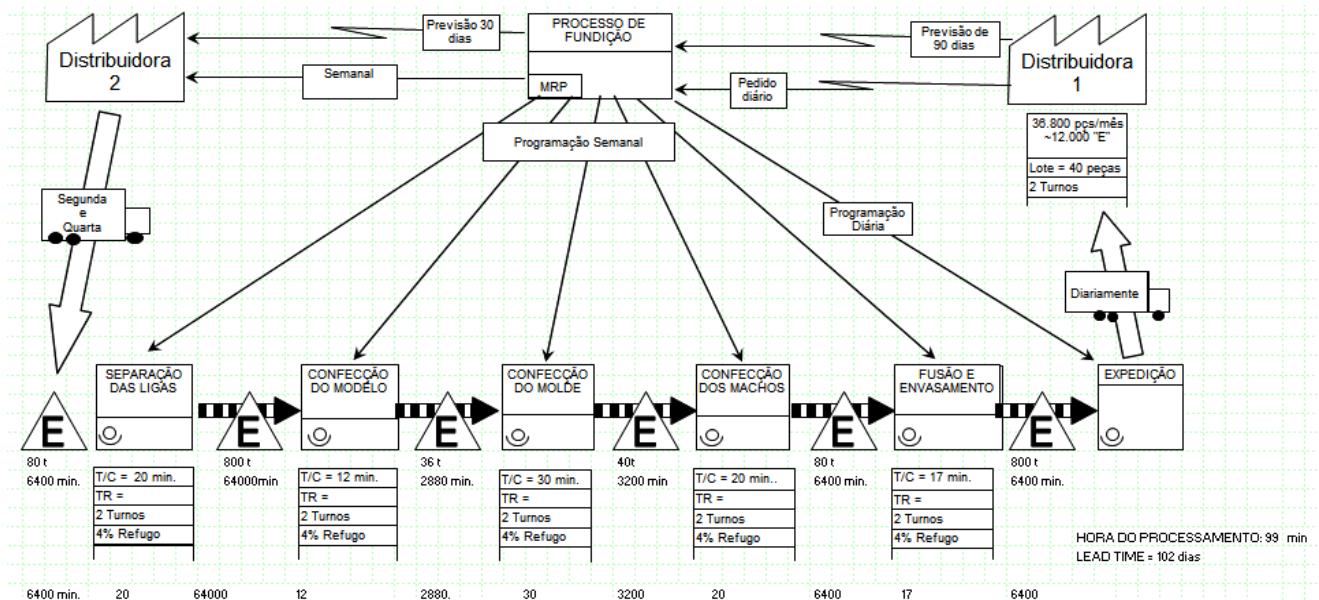 Distribuidora
2
Previsão 30
dias
Semanal
PROCESSO DE
FUNDIÇÃO
MRP
Previsão de
90 dias
Pedido
diário
Distribuidora
1
36.800 pçs/mês
~12.000 "E"
Lote = 40 peças
2 Turnos
Programação Semanal
Programação
Diária
Segunda
e
Quarta
Diariamente
SEPARAÇÃO
DAS LIGAS
CONFECÇÃO
DO MODELO
CONFECÇÃO
DO MOLDE
CONFECÇÃO
DOS MACHOS
FUSÃO E
ENVASAMENTO
EXPEDIÇÃO
E
E
E
E
E
E
80 t
6400 min.
T/C = 20 min.
TR =
2 Turnos
4% Refugo
800 t
64000min
T/C = 12 min.
TR =
2 Turnos
4% Refugo
36 t
2880 min.
T/C = 30 min.
TR =
2 Turnos
4% Refugo
40t
3200 min
T/C = 20 min..
TR =
2 Turnos
4% Refugo
80 t
6400 min.
T/C = 17 min.
TR =
2 Turnos
4% Refugo
800 t
6400 min.
HORA DO PROCESSAMENTO: 99 min
LEAD TIME = 102 dias
6400 min. 20 64000 12 2880. 30 3200 20 6400 17 6400